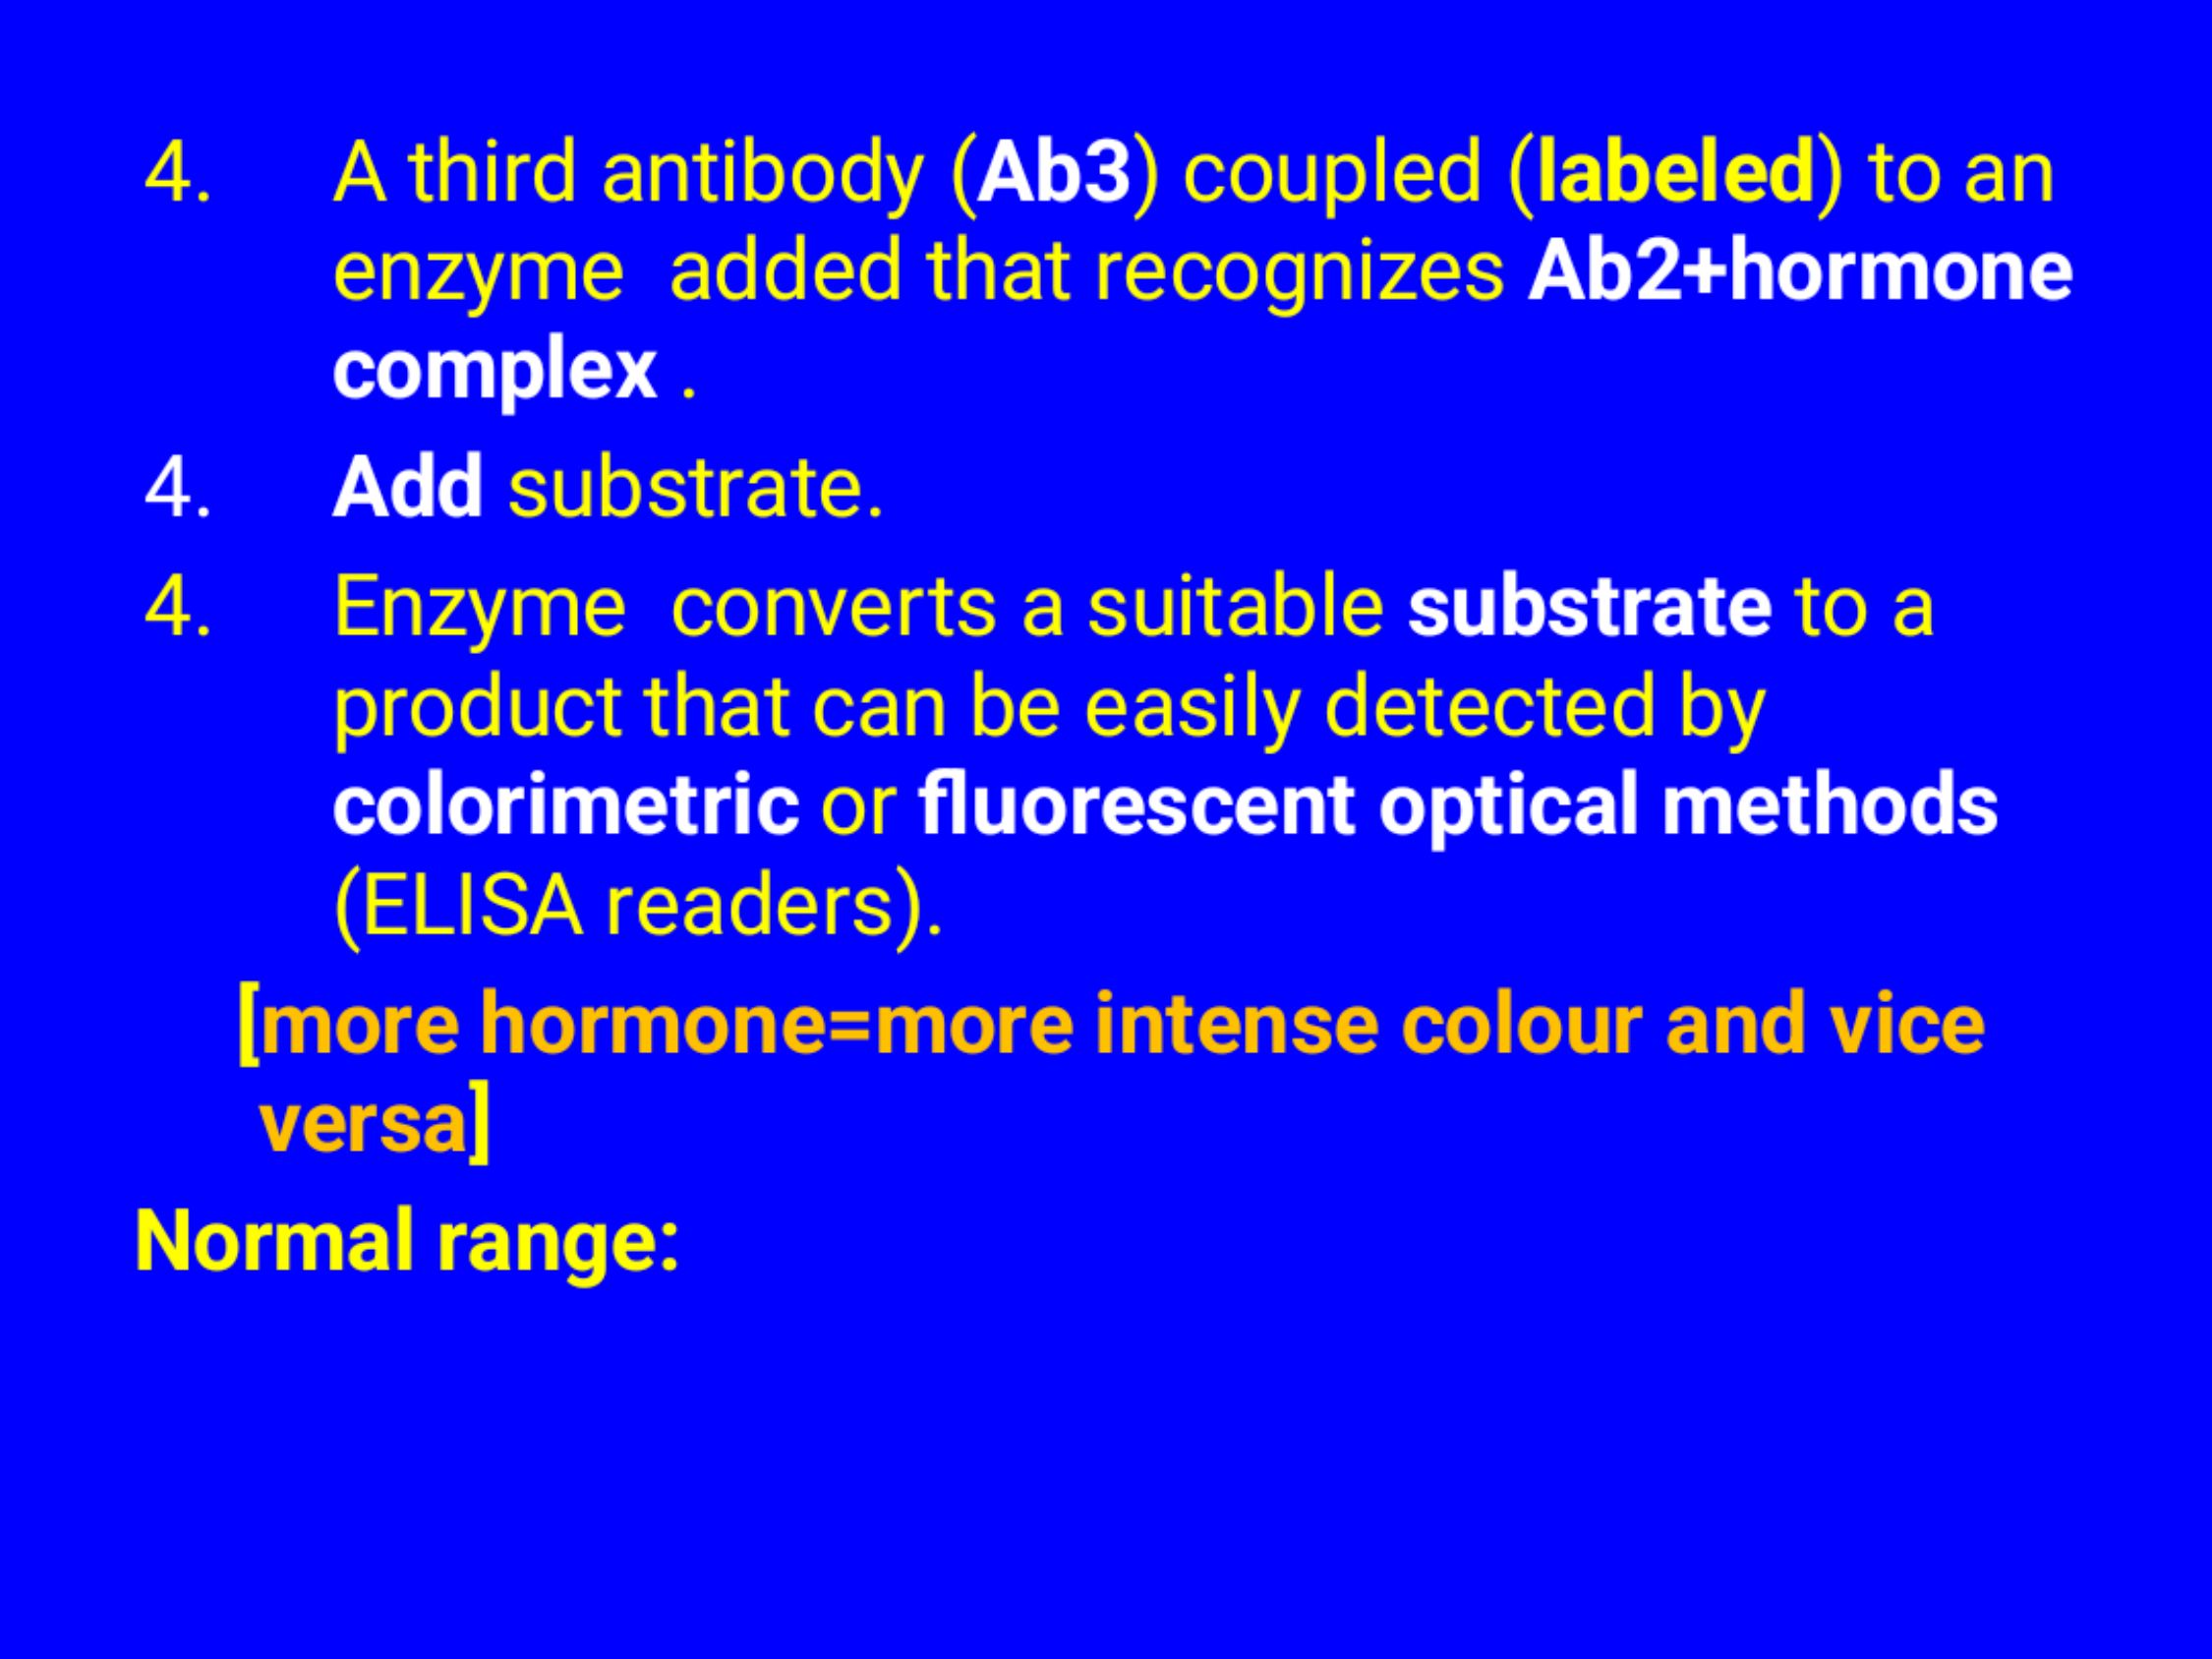 4. A third antibody (Ab3) coupled (labeled) to an
enzyme  added that recognizes Ab2+hormone
complex .
4. Add substrate.
4. Enzyme  converts a suitable substrate to a
product that can be easily detected by
colorimetric or fluorescent optical methods
(ELISA readers).
[more hormone=more intense colour and vice
versa]
Normal range: